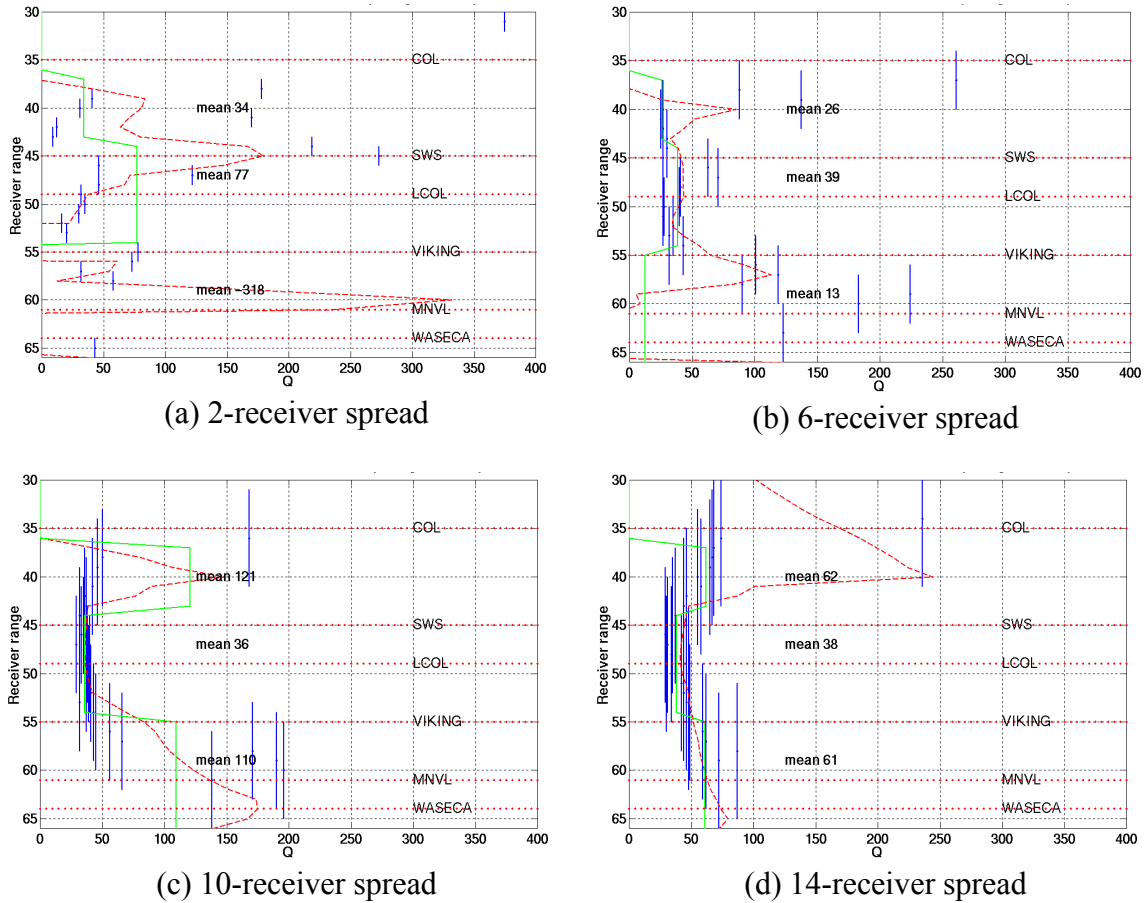 30
35
40
45
50
55
60
65
Receiver range
COL
mean 34
SWS
mean 77
LCOL
VIKING
mean -318
MNVL
WASECA
0 50 100 150 200 250 300 350 400
Q
(a) 2-receiver spread
30
35
40
45
50
55
60
65
Receiver range
COL
mean 26
SWS
mean 39
LCOL
VIKING
mean 13
MNVL
WASECA
0 50 100 150 200 250 300 350 400
Q
(b) 6-receiver spread
30
35
40
45
50
55
60
65
Receiver range
COL
mean 121
SWS
mean 36
LCOL
VIKING
mean 110
MNVL
WASECA
0 50 100 150 200 250 300 350 400
Q
(c) 10-receiver spread
30
35
40
45
50
55
60
65
Receiver range
COL
mean 62
SWS
mean 38
LCOL
VIKING
mean 61
MNVL
WASECA
0 50 100 150 200 250 300 350 400
Q
(d) 14-receiver spread